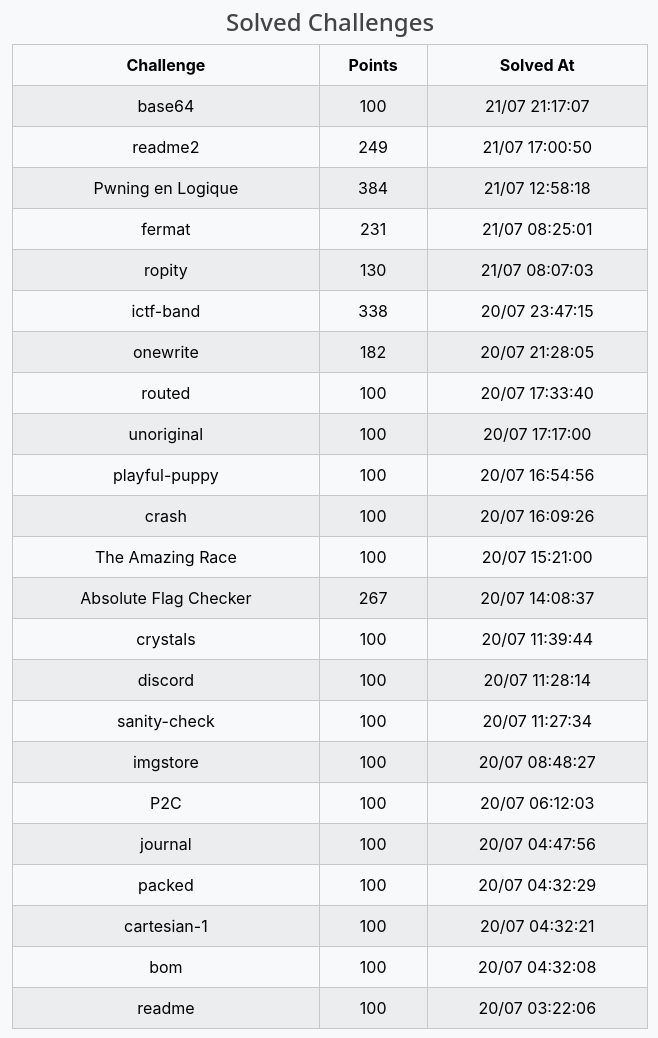 Solved Challenges
Challenge Points Solved At
base64 100 21/07 21:17:07
readme2 249 21/07 17:00:50
Pwning en Logique 384 21/07 12:58:18
fermat 231 21/07 08:25:01
ropity 130 21/07 08:07:03
ictf-band 338 20/07 23:47:15
onewrite 182 20/07 21:28:05
routed 100 20/07 17:33:40
unoriginal 100 20/07 17:17:00
playful-puppy 100 20/07 16:54:56
crash 100 20/07 16:09:26
The Amazing Race 100 20/07 15:21:00
Absolute Flag Checker 267 20/07 14:08:37
crystals 100 20/07 11:39:44
discord 100 20/07 11:28:14
sanity-check 100 20/07 11:27:34
imgstore 100 20/07 08:48:27
P2C 100 20/07 06:12:03
journal 100 20/07 04:47:56
packed 100 20/07 04:32:29
cartesian-1 100 20/07 04:32:21
bom 100 20/07 04:32:08
readme 100 20/07 03:22:06